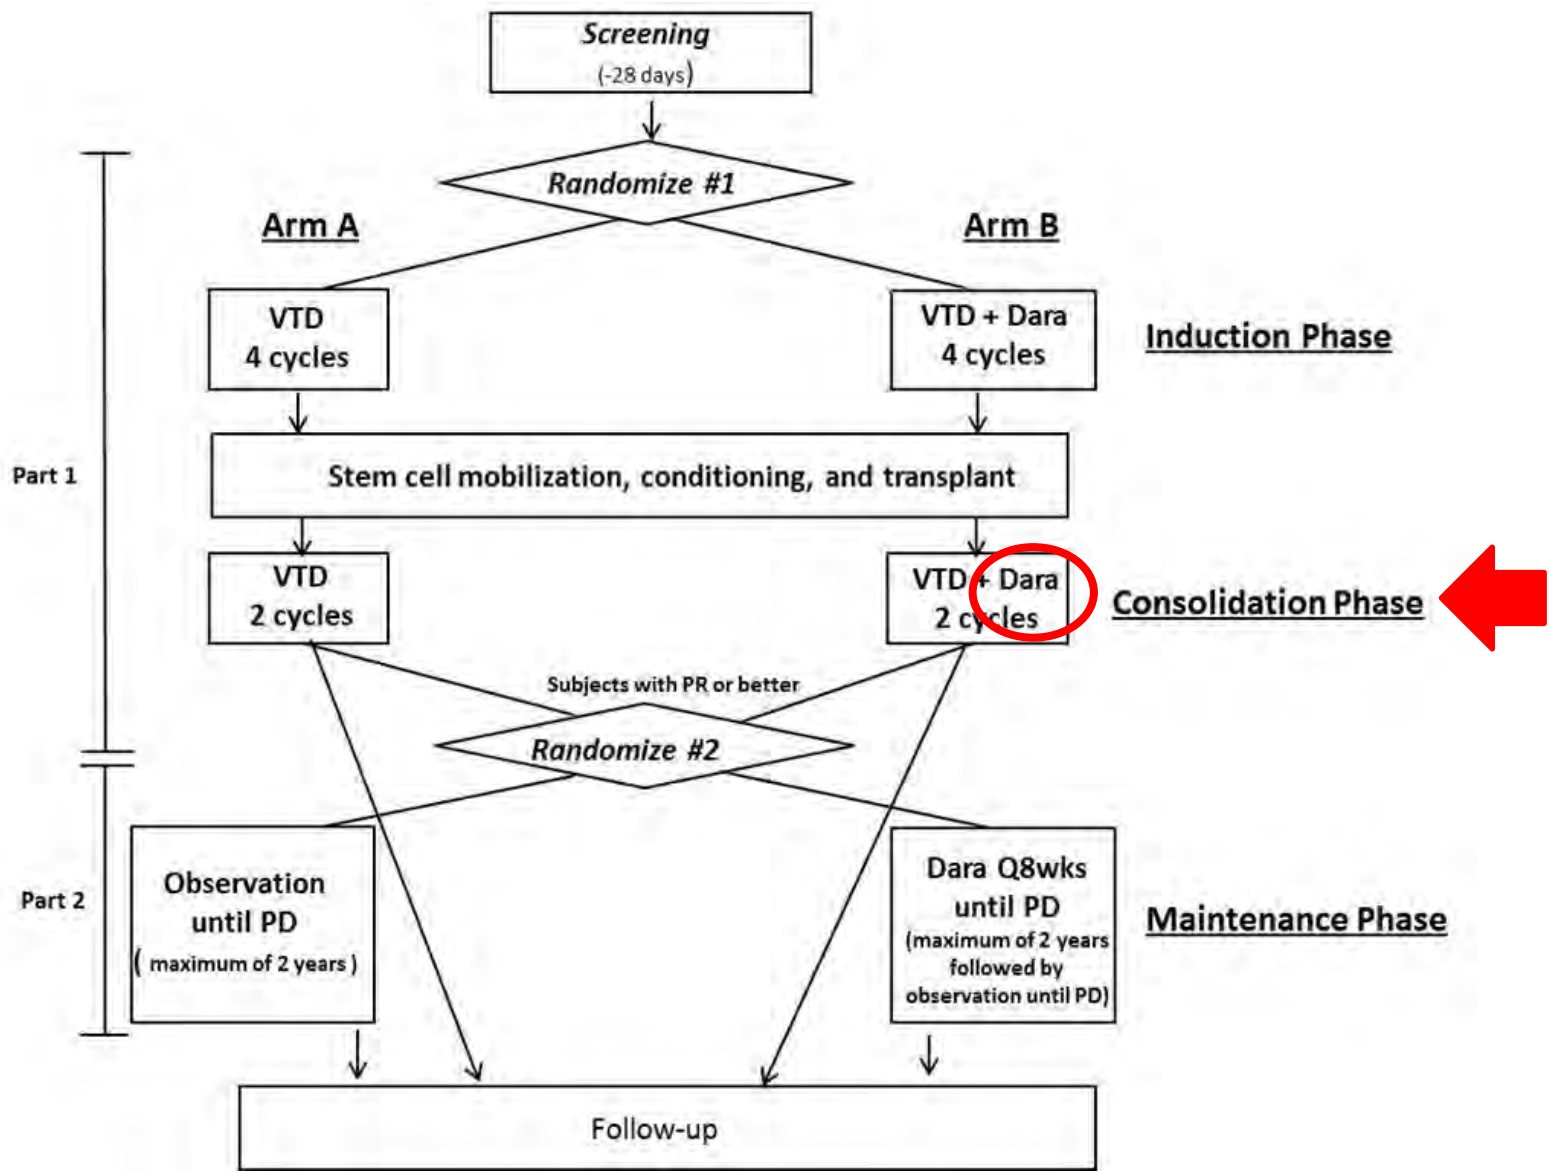 Screening
(-28 days)
Randomize #1
Arm A
Arm B
VTD
4 cycles
VTD + Dara
4 cycles
Induction Phase
Part 1
Stem cell mobilization, conditioning, and transplant
VTD
2 cycles
VTD + Dara
2 cycles
Consolidation Phase
Subjects with PR or better
Randomize #2
Part 2
Observation
until PD
( maximum of 2 years )
Dara Q8wks
until PD
(maximum of 2 years
followed by
observation until PD)
Maintenance Phase
Follow-up